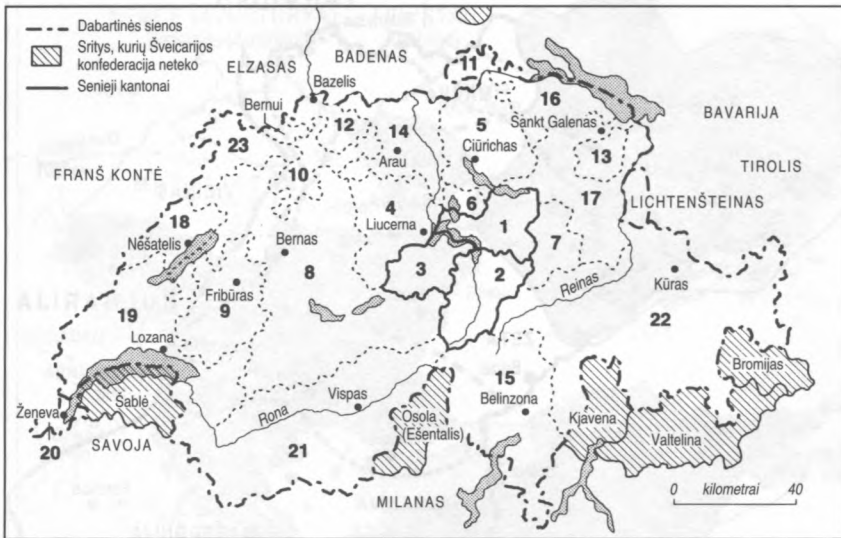 Dabartinės sienos
Sritys, kurių Šveicarijos
konfederacija neteko
Senieji kantonai
ELZASAS
BADENAS
Bazelis
Bernui
BAVARIJA
TIROLIS
LICHTENŠTEINAS
FRANŠ KONTĖ
11
16
Šankt Galenas
12
14
Arau
5
Ciūrichas
13
23
10
17
6
4
Liucerna
1
18
Nešatelis
Bernas
8
3
7
2
Reinas
Kūras
22
Fribūras
9
19
Lozana
Ženeva
Šablė
20
SAVOJA
Rona
Vispas
21
Osola
(Ešentalis)
15
Belinzona
Kjavena
Valtelina
Bromijas
MILANAS
0 kilometrai 40